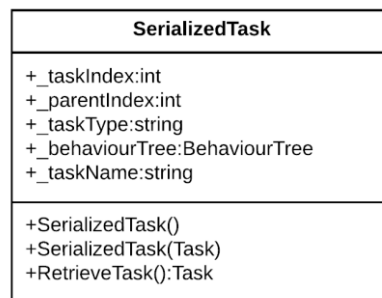 SerializedTask
+_taskIndex:int
+_parentIndex:int
+_taskType:string
+_behaviourTree:BehaviourTree
+_taskName:string
+SerializedTask()
+SerializedTask(Task)
+RetrieveTask():Task